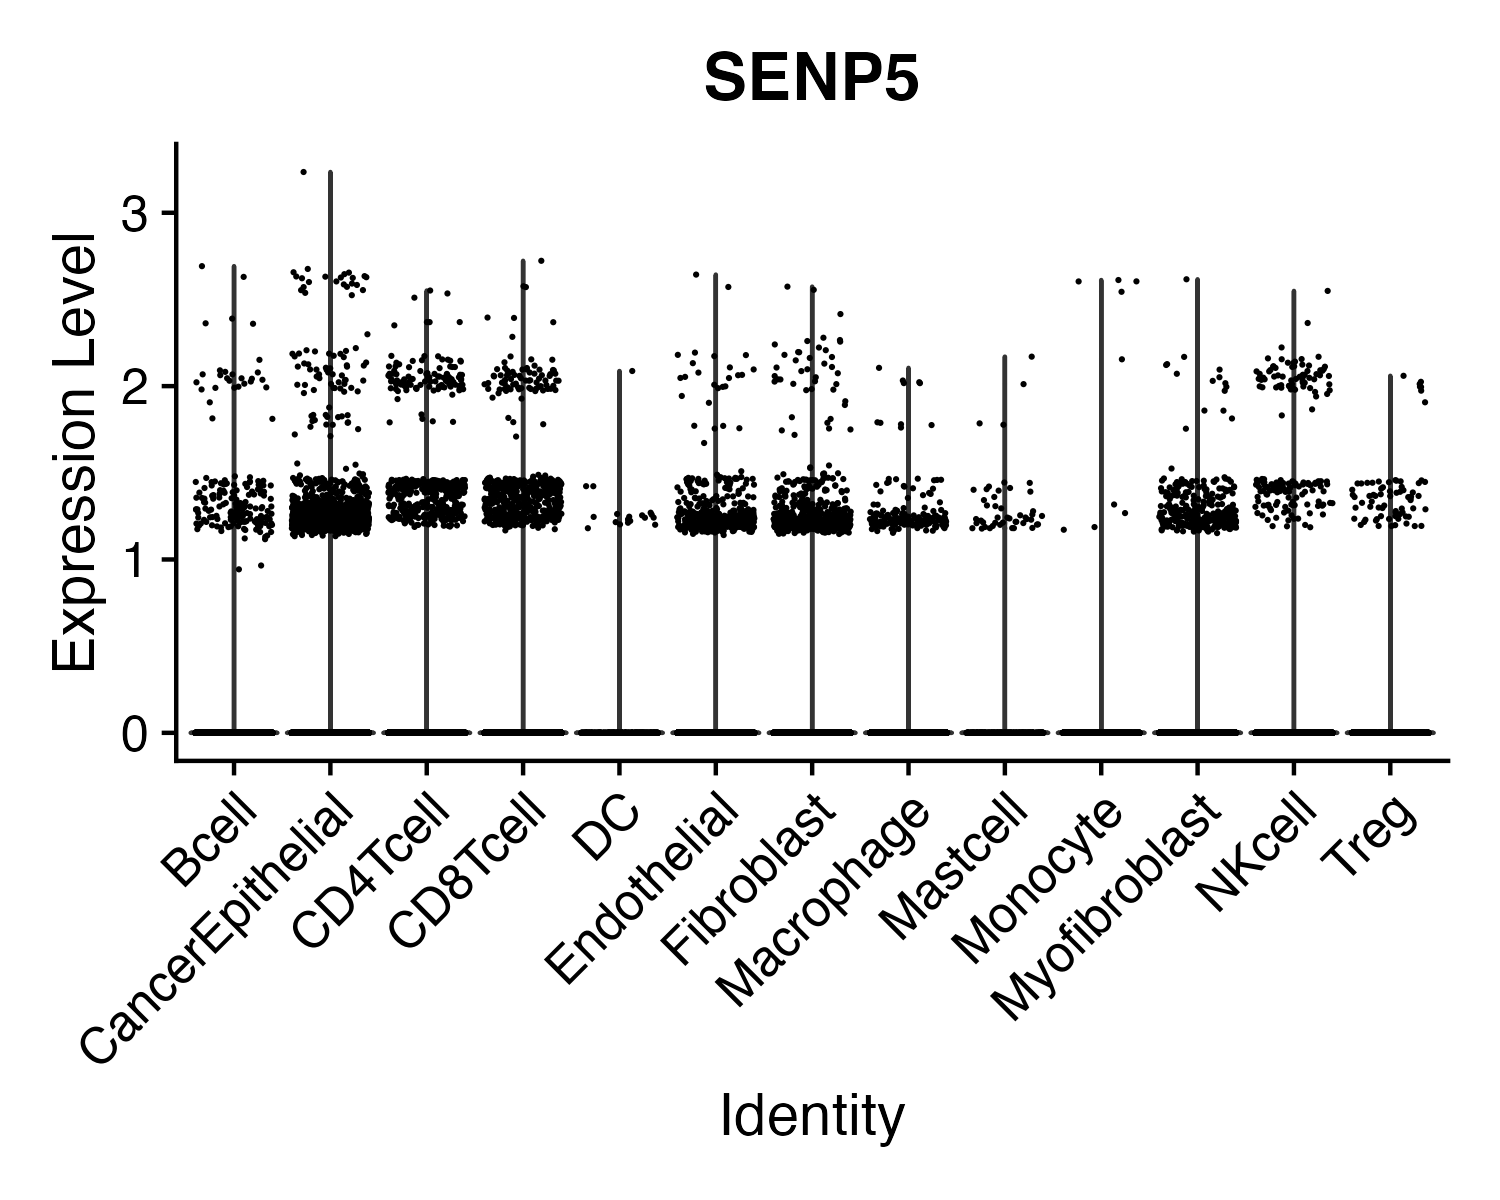 SENP5
Expression Level
3
2
1
0
Bcell
CancerEpithelial
CD4Tcell
CD8Tcell
DC
Endothelial
Fibroblast
Macrophage
Mastcell
Monocyte
Myofibroblast
NKcell
Treg
Identity